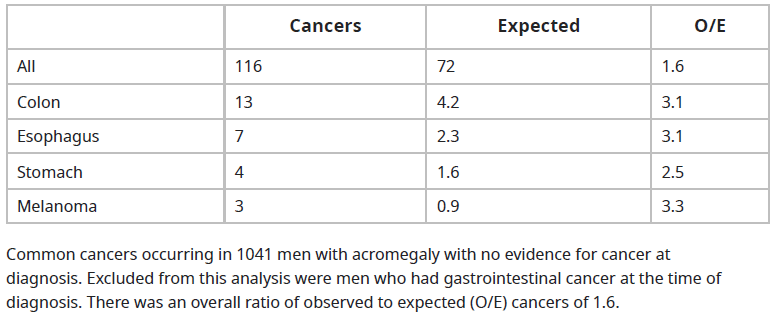 Cancers Expected O/E
All 116 72 1.6
Colon 13 4.2 3.1
Esophagus 7 2.3 3.1
Stomach 4 1.6 2.5
Melanoma 3 0.9 3.3
Common cancers occurring in 1041 men with acromegaly with no evidence for cancer at
diagnosis. Excluded from this analysis were men who had gastrointestinal cancer at the time of
diagnosis. There was an overall ratio of observed to expected (O/E) cancers of 1.6.